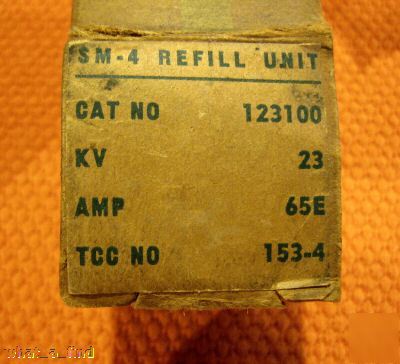 SM-4 REFILL UNIT
CAT NO 123100
KV 23
AMP 65E
TCC NO 153-4
what_a_find